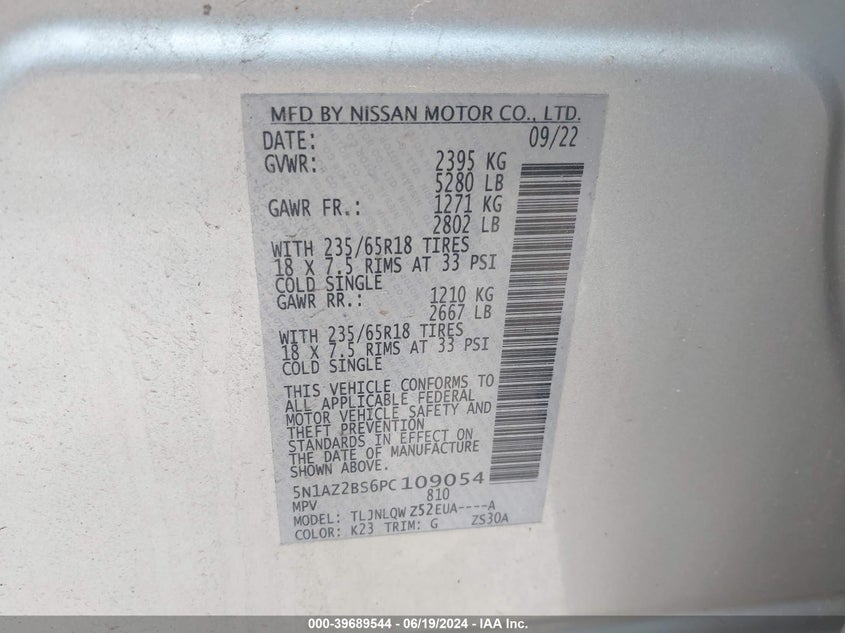 MFD BY NISSAN MOTOR CO., LTD.
DATE: 09/22
GVWR: 2395 KG
5280 LB
GAWR FR.: 1271 KG
2802 LB
WITH 235/65R18 TIRES
18 X 7.5 RIMS AT 33 PSI
COLD SINGLE
GAWR RR.: 1210 KG
2667 LB
WITH 235/65R18 TIRES
18 X 7.5 RIMS AT 33 PSI
COLD SINGLE
THIS VEHICLE CONFORMS TO
ALL APPLICABLE FEDERAL
MOTOR VEHICLE SAFETY AND
THEFT PREVENTION
STANDARDS IN EFFECT ON
THE DATE OF MANUFACTURE
SHOWN ABOVE.
5N1AZ2BS6PC109054
MPV 810
MODEL: TLJNLQW Z52EUA----A
COLOR: K23 TRIM: G ZS30A
000-39689544 - 06/19/2024 - IAA Inc.